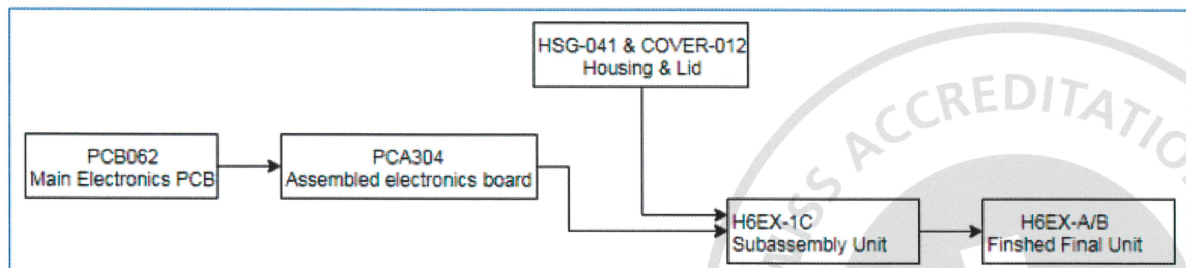 HSG-041 & COVER-012
Housing & Lid
PCB062
Main Electronics PCB
PCA304
Assembled electronics board
H6EX-1C
Subassembly Unit
H6EX-A/B
Finshed Final Unit
ISS ACCREDITATIO